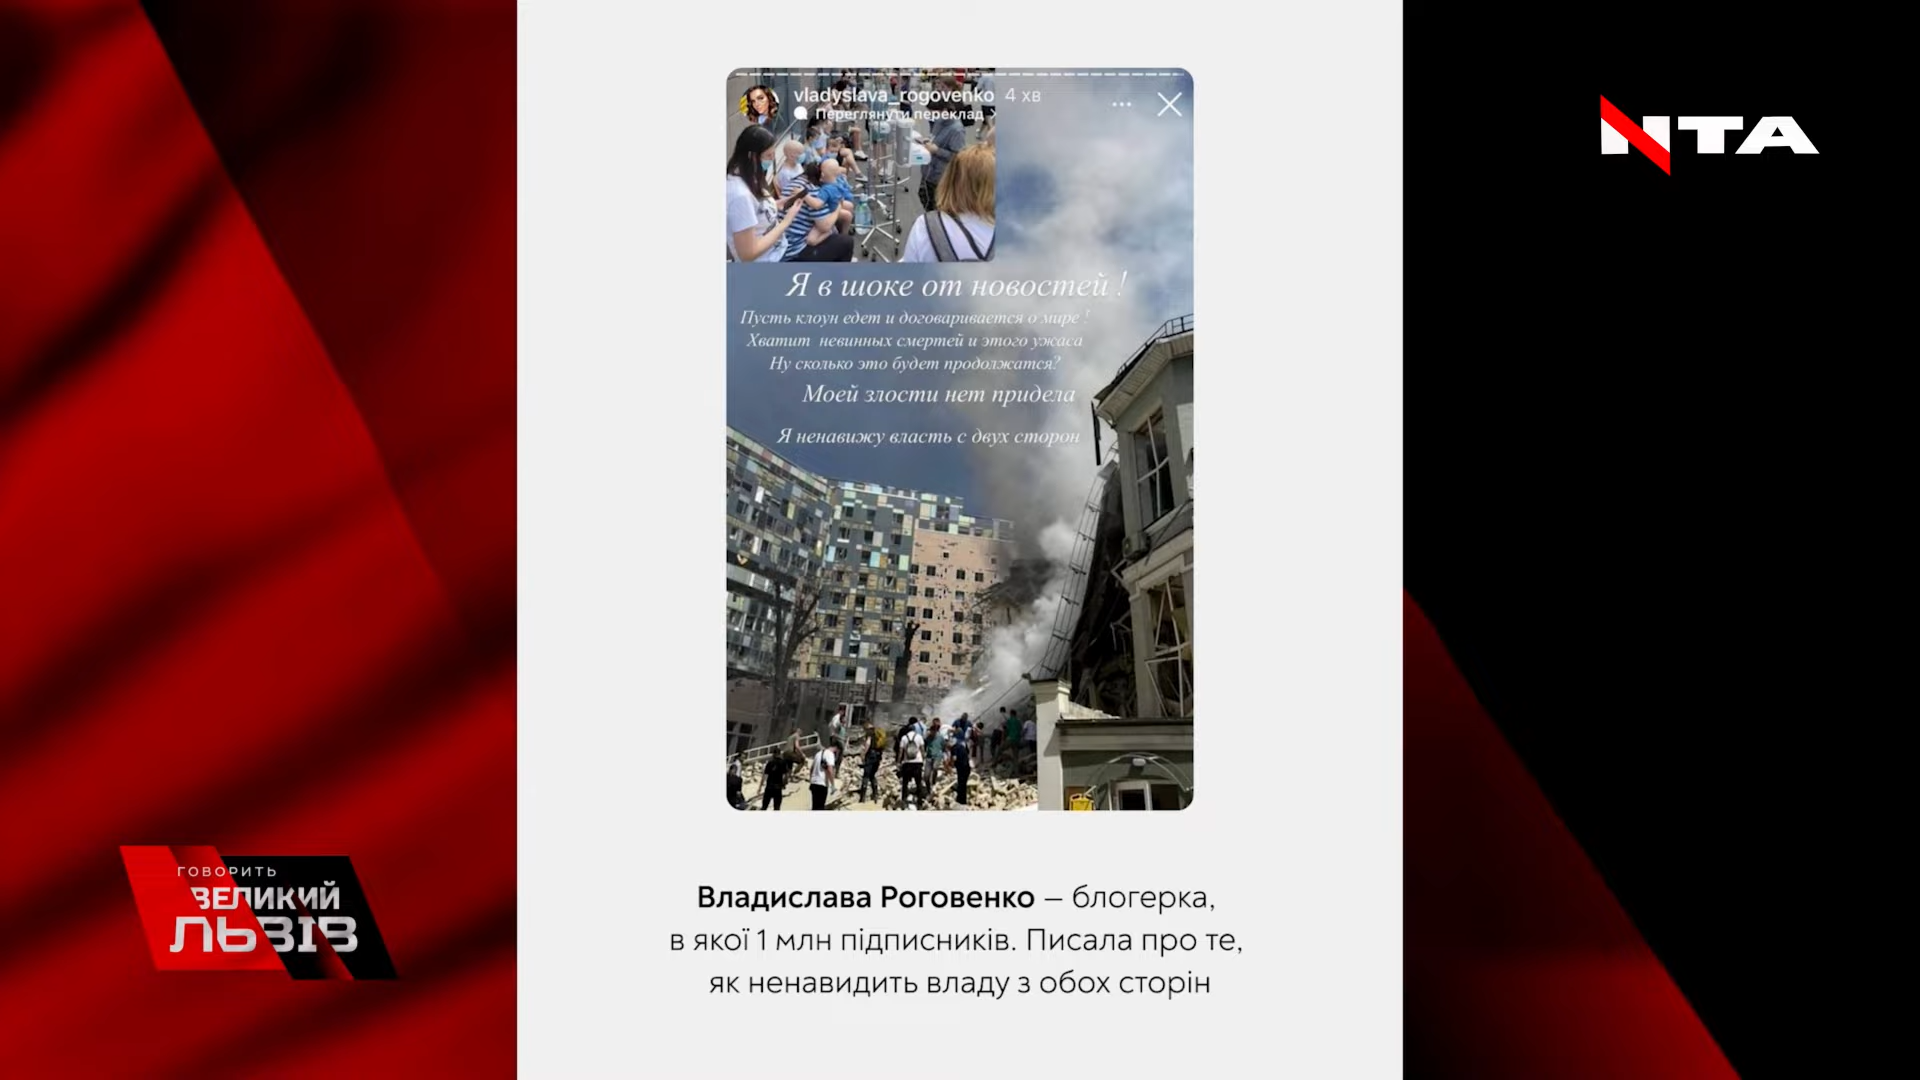 vladyslava_rogovenko 4 хв
Переглянути переклад >
NTA
Я в шоке от новостей !
Пусть клоун едет и договаривается о мире !
Хватит невинных смертей и этого ужаса
Ну сколько это будет продолжатся?
Моей злости нет придела
Я ненавижу власть с двух сторон
ГОВОРИТЬ
ВЕЛИКИЙ
ЛЬВІВ
Владислава Роговенко – блогерка,
в якої 1 млн підписників. Писала про те,
як ненавидить владу з обох сторін